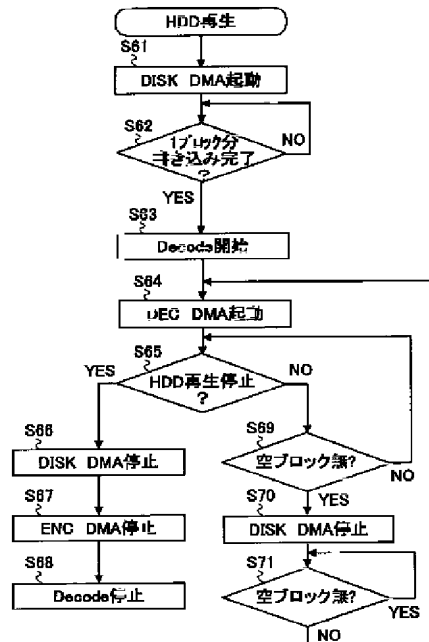 HDD再生
S61
DISK DMA起動
S62
1ブロック分
書き込み完了
?
NO
YES
S63
Decode開始
S64
DEC DMA起動
S65
HDD再生停止
?
YES
NO
S66
DISK DMA停止
S67
ENC DMA停止
S68
Decode停止
S69
空ブロック無?
NO
YES
S70
DISK DMA停止
S71
空ブロック無?
NO